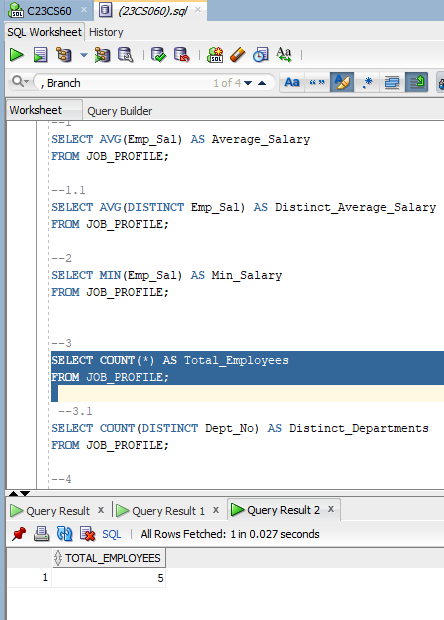 C23CS60 × (23CS060).sql ×
SQL Worksheet History
, Branch 1 of 4 Aa “” .*
Worksheet Query Builder
--1
SELECT AVG(Emp_Sal) AS Average_Salary
FROM JOB_PROFILE;
--1.1
SELECT AVG(DISTINCT Emp_Sal) AS Distinct_Average_Salary
FROM JOB_PROFILE;
--2
SELECT MIN(Emp_Sal) AS Min_Salary
FROM JOB_PROFILE;
--3
SELECT COUNT(*) AS Total_Employees
FROM JOB_PROFILE;
--3.1
SELECT COUNT(DISTINCT Dept_No) AS Distinct_Departments
FROM JOB_PROFILE;
--4
Query Result x Query Result 1 x Query Result 2 x
SQL | All Rows Fetched: 1 in 0.027 seconds
TOTAL_EMPLOYEES
1 5